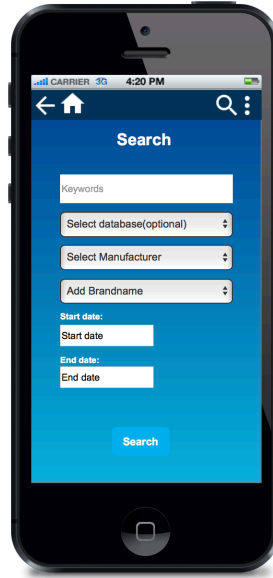 CARRIER 3G 4:20 PM
Search
Keywords
Select database(optional)
Select Manufacturer
Add Brandname
Start date:
Start date
End date:
End date
Search